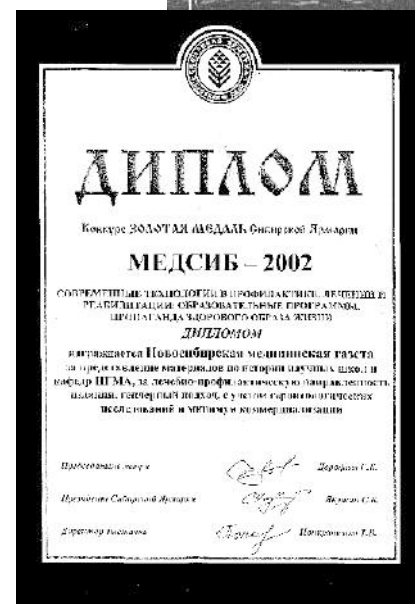 ДИПЛОМ
Конкурс ЗОЛОТАЯ МЕДАЛЬ Сибирской Ярмарки
МЕДСИБ – 2002
СОВРЕМЕННЫЕ ТЕХНОЛОГИИ В ПРОФИЛАКТИКЕ, ЛЕЧЕНИИ И
РЕАБИЛИТАЦИИ. ОБРАЗОВАТЕЛЬНЫЕ ПРОГРАММЫ.
ПРОПАГАНДА ЗДОРОВОГО ОБРАЗА ЖИЗНИ
ДИПЛОМОМ
награждается Новосибирская медицинская газета
за представление материалов по истории научных школ и
кафедр НГМА, за лечебно-профилактическую направленность
издания, гендерный подход, с учетом
исследований и минимум коммерциализации
Председатель
Президент Сибирской Ярмарки Якушин С.Б.
Директор выставки